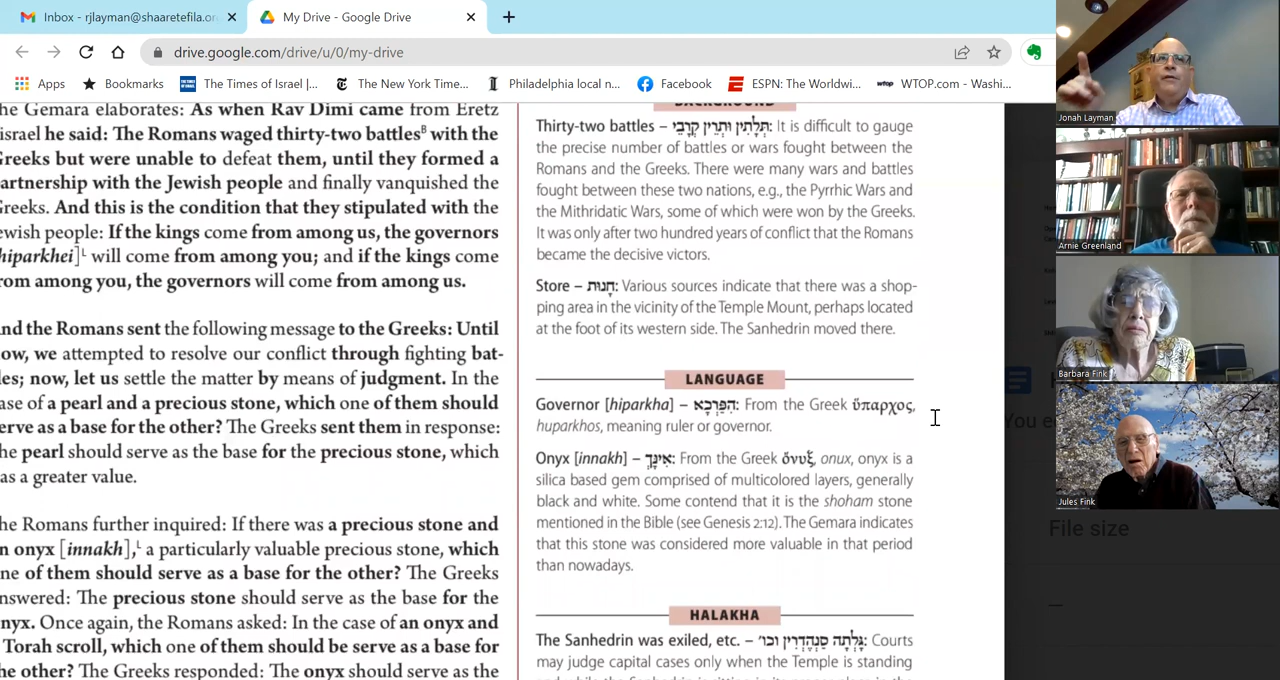 Inbox - rjlayman@shaaretefila.or
My Drive - Google Drive
drive.google.com/drive/u/0/my-drive
Apps
Bookmarks
The Times of Israel |...
The New York Time...
Philadelphia local n...
Facebook
ESPN: The Worldwi...
WTOP.com - Washi...
he Gemara elaborates: As when Rav Dimi came from Eretz
israel he said: The Romans waged thirty-two battles B with the
Greeks but were unable to defeat them, until they formed a
artnership with the Jewish people and finally vanquished the
Greeks. And this is the condition that they stipulated with the
ewish people: If the kings come from among us, the governors
hiparkhei] L will come from among you; and if the kings come
rom among you, the governors will come from among us.
nd the Romans sent the following message to the Greeks: Until
ow, we attempted to resolve our conflict through fighting bat-
les; now, let us settle the matter by means of judgment. In the
ase of a pearl and a precious stone, which one of them should
erve as a base for the other? The Greeks sent them in response:
he pearl should serve as the base for the precious stone, which
as a greater value.
he Romans further inquired: If there was a precious stone and
n onyx [innakh], L a particularly valuable precious stone, which
ne of them should serve as a base for the other? The Greeks
nswered: The precious stone should serve as the base for the
nyx. Once again, the Romans asked: In the case of an onyx and
Torah scroll, which one of them should be serve as a base for
he other? The Greeks responded: The onyx should serve as the
BACKGROUND
Thirty-two battles – תְּלָתִין וּתְרֵין קְרָבֵי: It is difficult to gauge
the precise number of battles or wars fought between the
Romans and the Greeks. There were many wars and battles
fought between these two nations, e.g., the Pyrrhic Wars and
the Mithridatic Wars, some of which were won by the Greeks.
It was only after two hundred years of conflict that the Romans
became the decisive victors.
Store – חָנוּת: Various sources indicate that there was a shop-
ping area in the vicinity of the Temple Mount, perhaps located
at the foot of its western side. The Sanhedrin moved there.
LANGUAGE
Governor [hiparkha] – הִפַּרְכָא: From the Greek ὕπαρχος,
huparkhos, meaning ruler or governor.
Onyx [innakh] – אִינָךְ: From the Greek ὄνυξ, onux, onyx is a
silica based gem comprised of multicolored layers, generally
black and white. Some contend that it is the shoham stone
mentioned in the Bible (see Genesis 2:12). The Gemara indicates
that this stone was considered more valuable in that period
than nowadays.
HALAKHA
The Sanhedrin was exiled, etc. – גָּלְתָה סַנְהֶדְרִין וכו׳: Courts
may judge capital cases only when the Temple is standing
Jonah Layman
Arnie Greenland
Barbara Fink
Jules Fink
File size